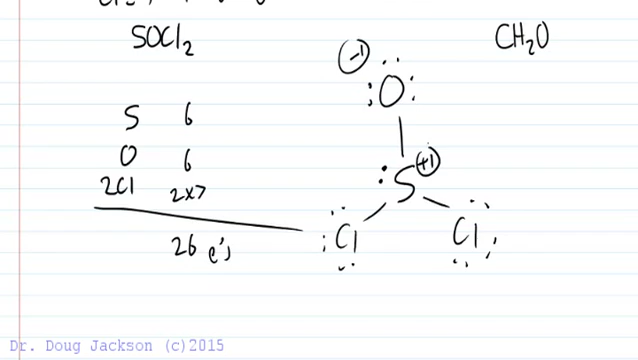 SOCl2
CH2O
-1
O
S 6
O 6
2Cl 2x7
26 e's
S +1
Cl Cl
Dr. Doug Jackson (c)2015